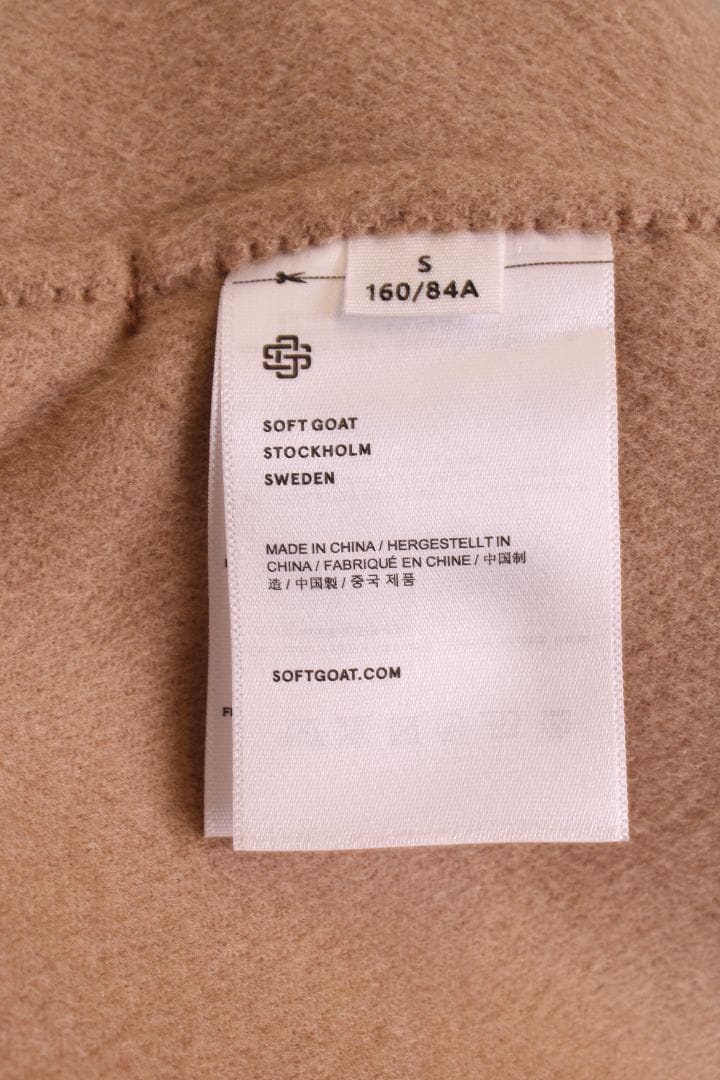 S
160/84A
SOFT GOAT
STOCKHOLM
SWEDEN
MADE IN CHINA / HERGESTELLT IN
CHINA / FABRIQUÉ EN CHINE / 中国制
造 / 中国製 / 중국 제품
SOFTGOAT.COM